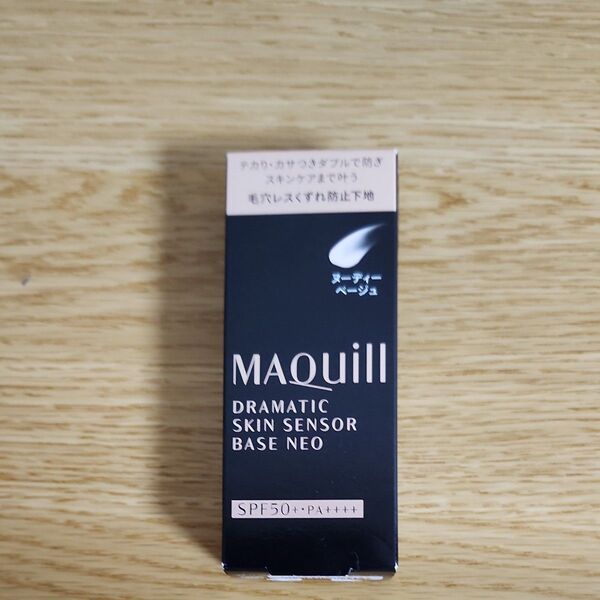 テカリ・カサつきダブルで防ぎ
スキンケアまで叶う
毛穴レスくずれ防止下地
ヌーディー
ベージュ
MAQuill
DRAMATIC
SKIN SENSOR
BASE NEO
SPF50+・PA++++